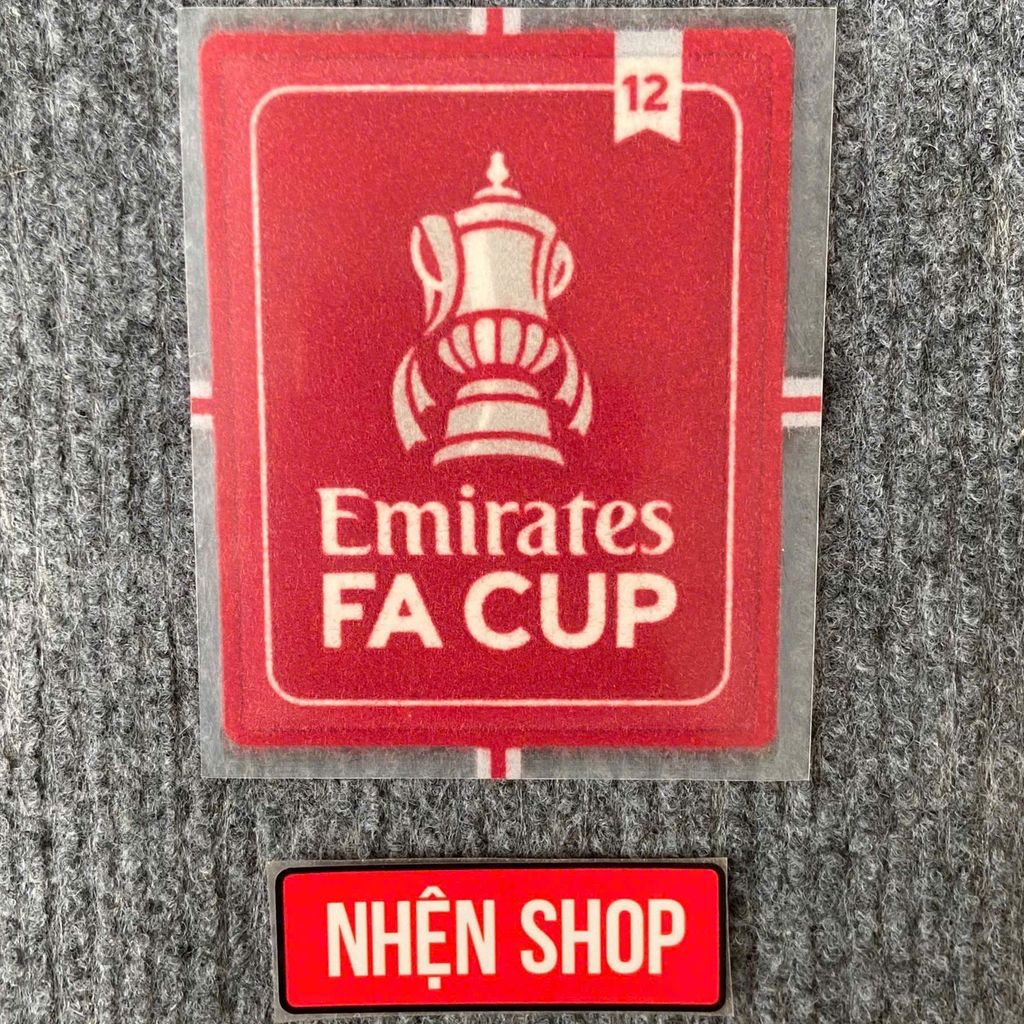 12
Emirates
FA CUP
NHỆN SHOP